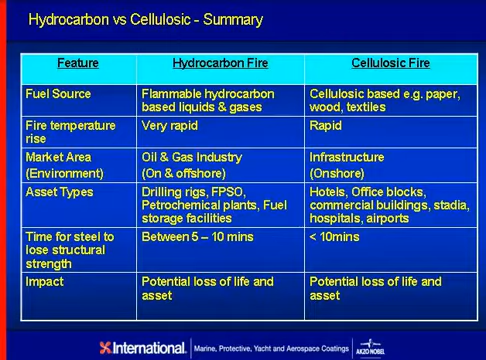 Hydrocarbon vs Cellulosic - Summary
Feature
Hydrocarbon Fire
Cellulosic Fire
Fuel Source
Flammable hydrocarbon
based liquids & gases
Cellulosic based e.g. paper,
wood, textiles
Fire temperature
rise
Very rapid
Rapid
Market Area
(Environment)
Oil & Gas Industry
(On & offshore)
Infrastructure
(Onshore)
Asset Types
Drilling rigs, FPSO,
Petrochemical plants, Fuel
storage facilities
Hotels, Office blocks,
commercial buildings, stadia,
hospitals, airports
Time for steel to
lose structural
strength
Between 5 – 10 mins
< 10mins
Impact
Potential loss of life and
asset
Potential loss of life and
asset
International.
Marine, Protective, Yacht and Aerospace Coatings
AKZO NOBEL